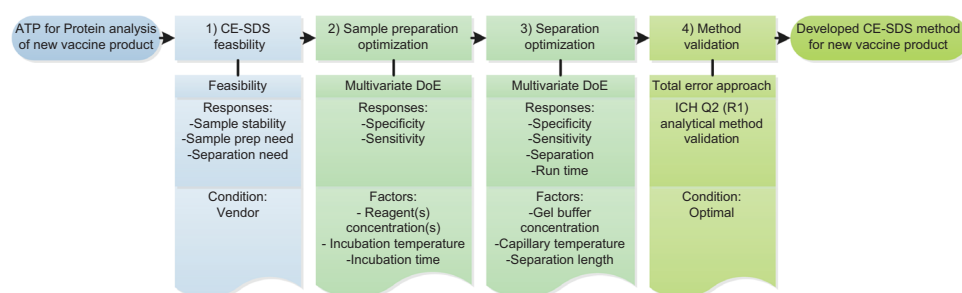 ATP for Protein analysis
of new vaccine product
1) CE-SDS
feasbility
2) Sample preparation
optimization
3) Separation
optimization
4) Method
validation
Developed CE-SDS method
for new vaccine product
Feasibility
Responses:
-Sample stability
-Sample prep need
-Separation need
Condition:
Vendor
Multivariate DoE
Responses:
-Specificity
-Sensitivity
Factors:
- Reagent(s)
concentration(s)
- Incubation temperature
-Incubation time
Multivariate DoE
Responses:
-Specificity
-Sensitivity
-Separation
-Run time
Factors:
-Gel buffer
concentration
-Capillary temperature
-Separation length
Total error approach
ICH Q2 (R1)
analytical method
validation
Condition:
Optimal